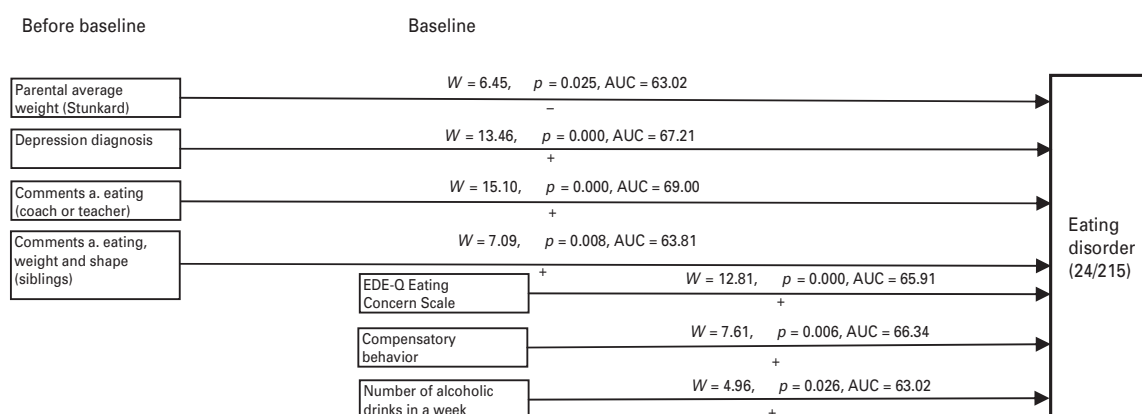 Before baseline
Baseline
Parental average
weight (Stunkard)
W = 6.45, p = 0.025, AUC = 63.02
–
Depression diagnosis
W = 13.46, p = 0.000, AUC = 67.21
+
Comments a. eating
(coach or teacher)
W = 15.10, p = 0.000, AUC = 69.00
+
Comments a. eating,
weight and shape
(siblings)
W = 7.09, p = 0.008, AUC = 63.81
+
EDE-Q Eating
Concern Scale
W = 12.81, p = 0.000, AUC = 65.91
+
Compensatory
behavior
W = 7.61, p = 0.006, AUC = 66.34
+
Number of alcoholic
drinks in a week
W = 4.96, p = 0.026, AUC = 63.02
+
Eating
disorder
(24/215)